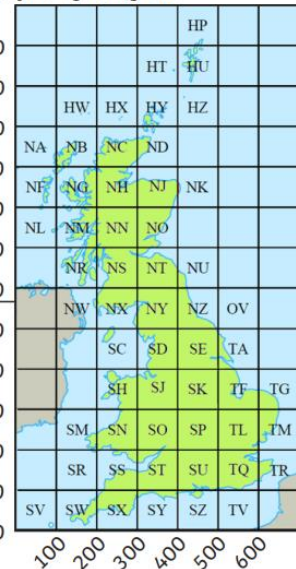 HP
HT HU
HW HX HY HZ
NA NB NC ND
NF NG NH NJ NK
NL NM NN NO
NR NS NT NU
NW NX NY NZ OV
SC SD SE TA
SH SJ SK TF TG
SM SN SO SP TL TM
SR SS ST SU TQ TR
SV SW SX SY SZ TV
100 200 300 400 500 600